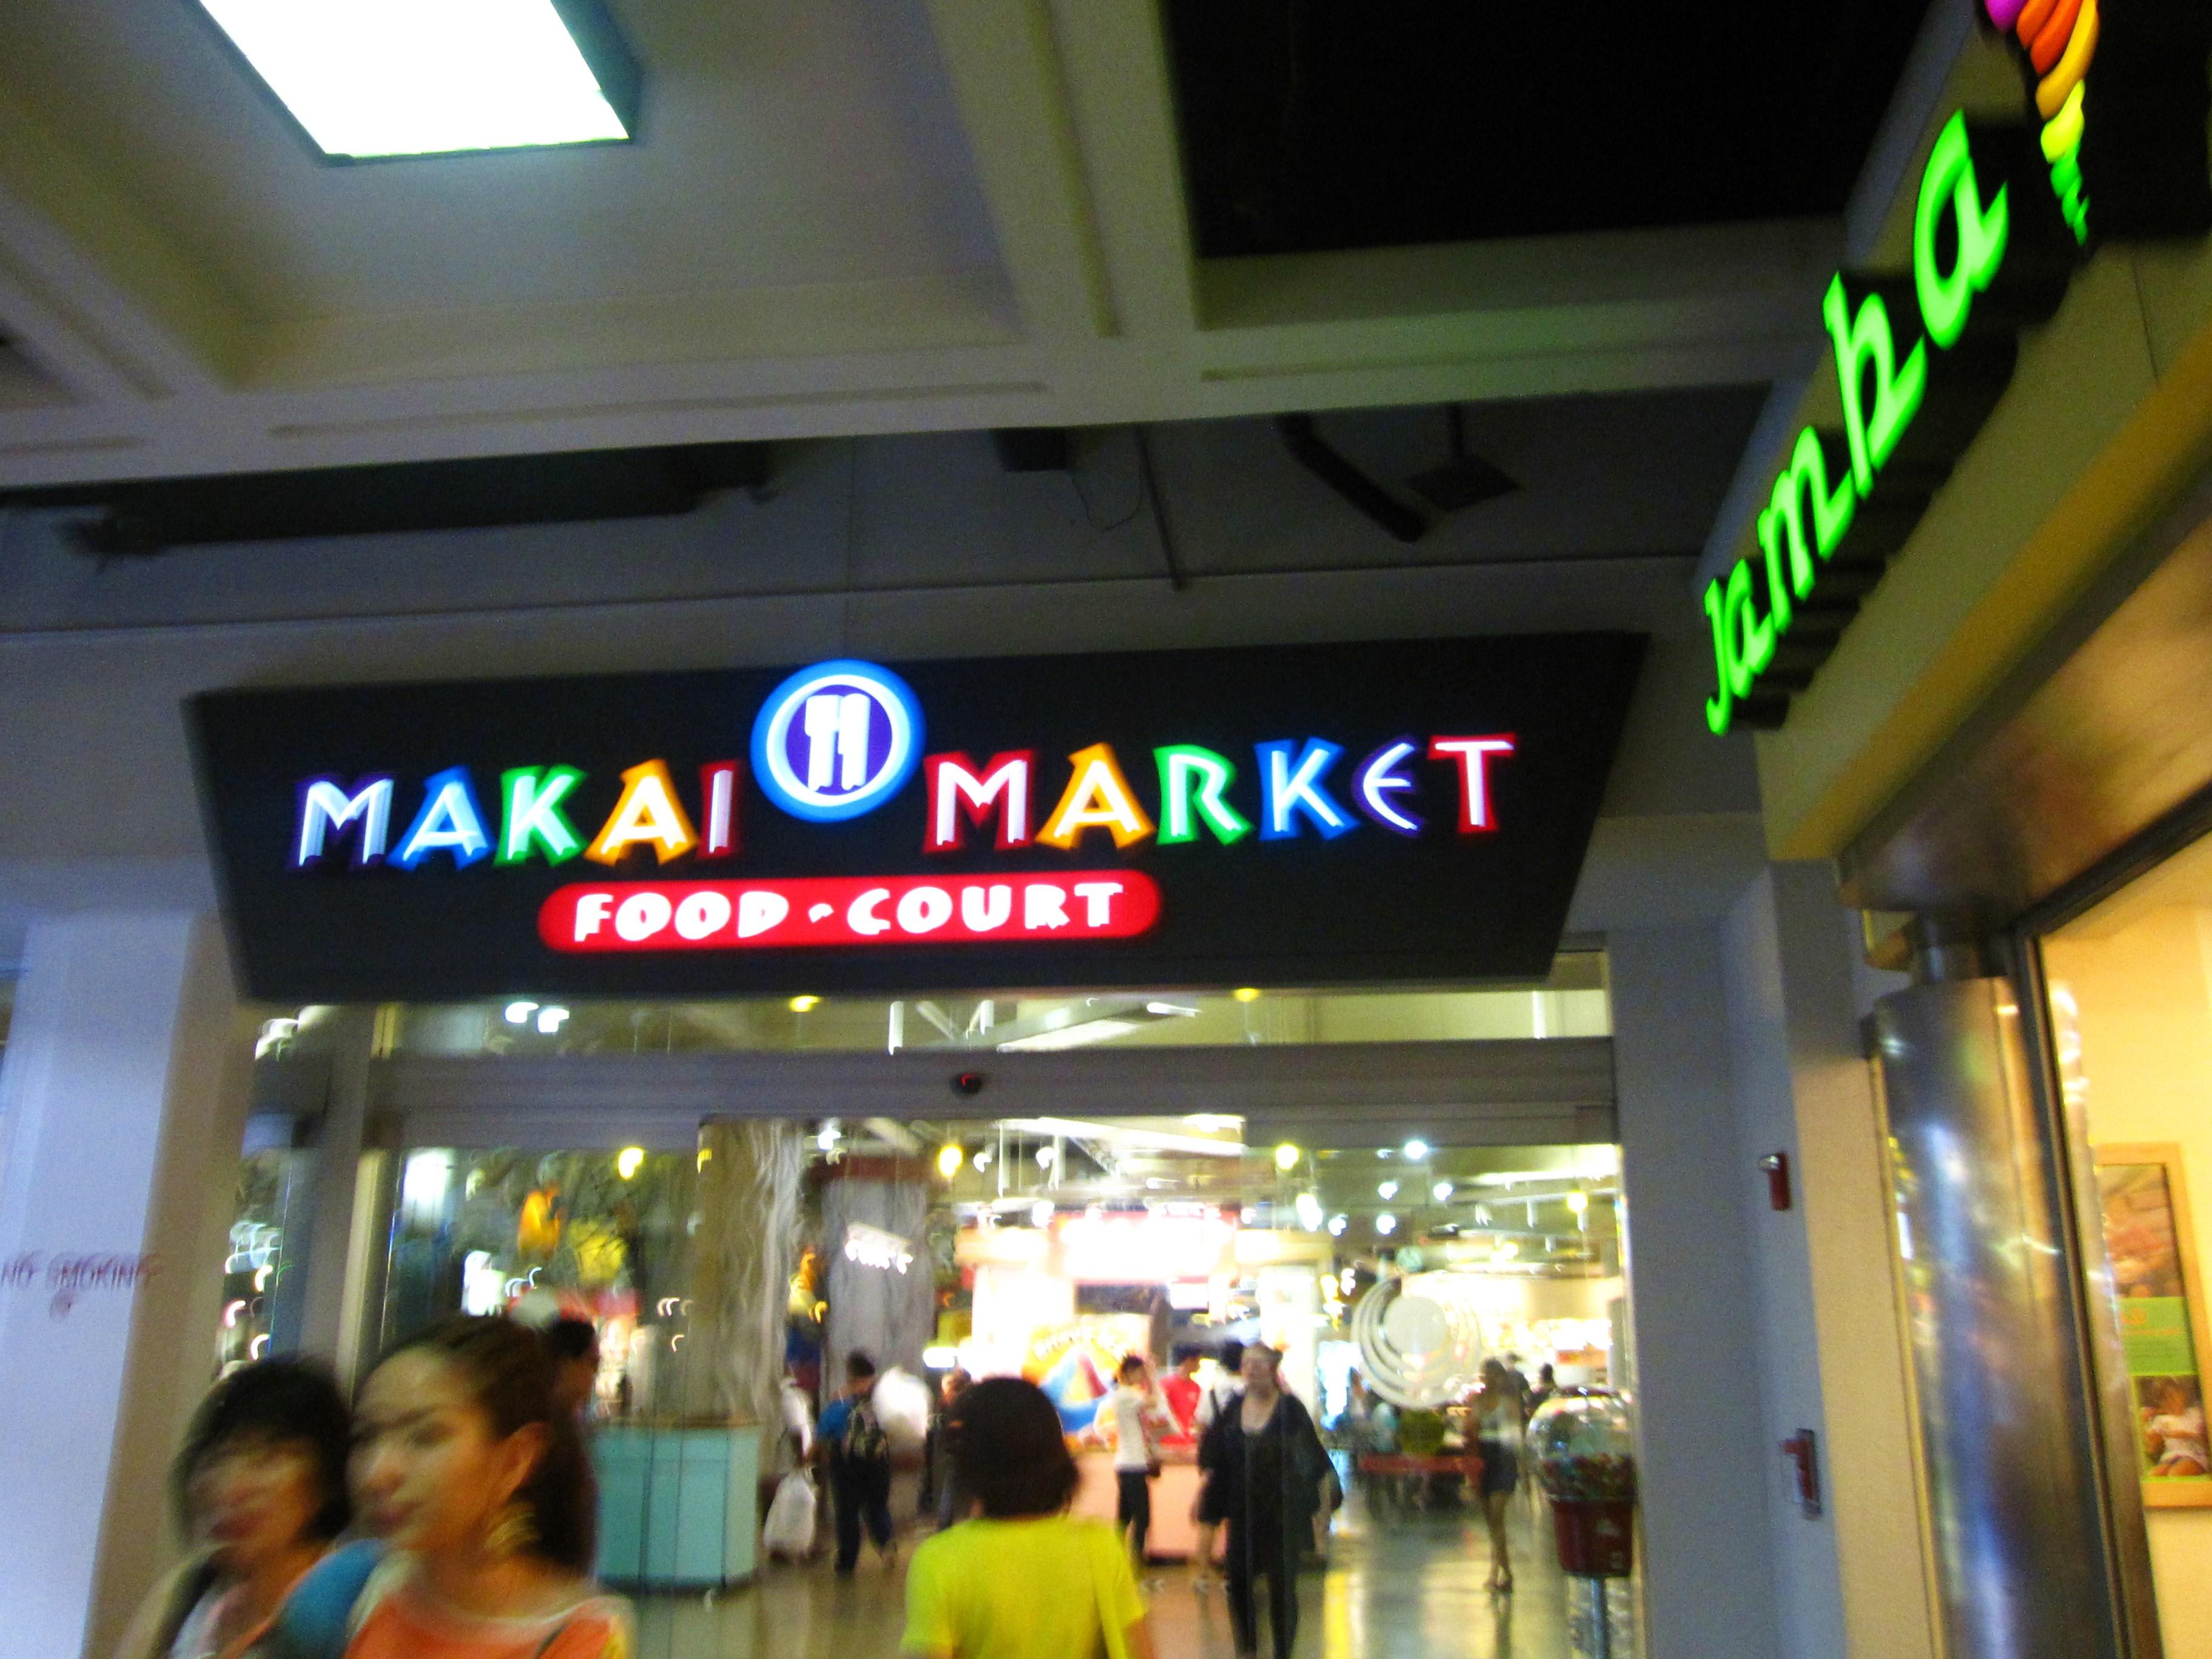 jamba
MAKAI MARKET
FOOD COURT
NO SMOKING